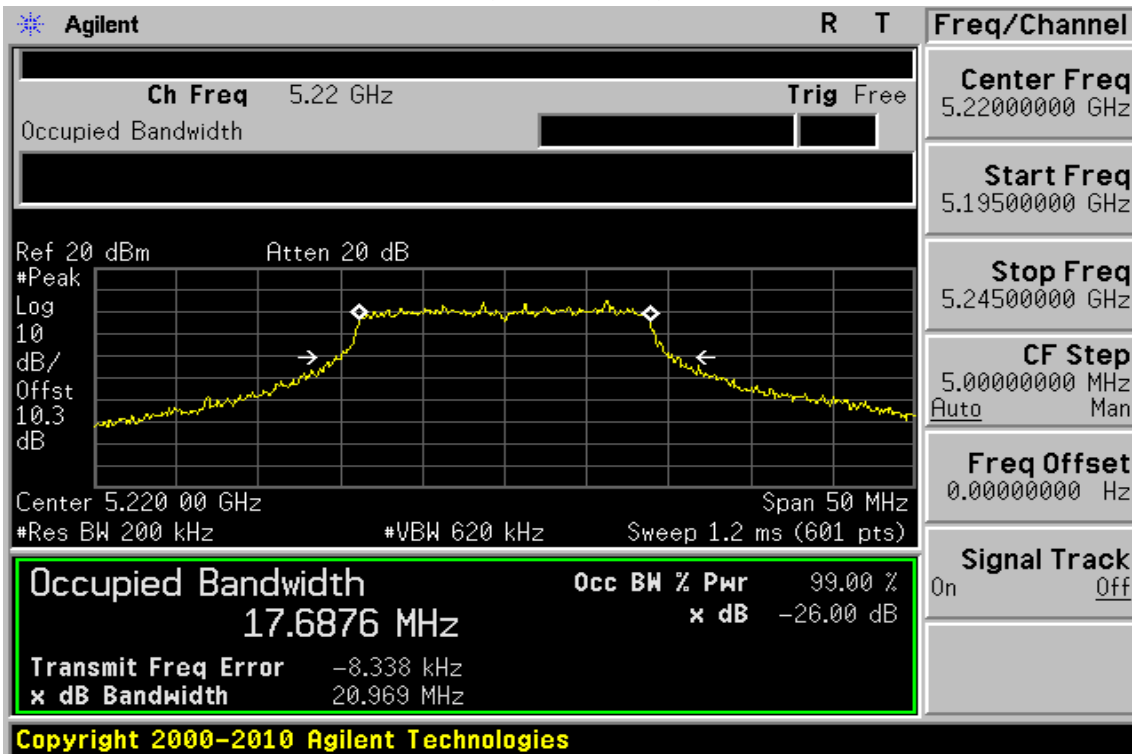 Agilent R T
Freq/Channel
Ch Freq 5.22 GHz Trig Free
Occupied Bandwidth
Center Freq
5.22000000 GHz
Start Freq
5.19500000 GHz
Stop Freq
5.24500000 GHz
CF Step
5.00000000 MHz
Auto Man
Freq Offset
0.00000000 Hz
Signal Track
On Off
Ref 20 dBm Atten 20 dB
#Peak
Log
10
dB/
Offst
10.3
dB
Center 5.220 00 GHz Span 50 MHz
#Res BW 200 kHz #VBW 620 kHz Sweep 1.2 ms (601 pts)
Occupied Bandwidth
17.6876 MHz
Occ BW % Pwr 99.00 %
x dB -26.00 dB
Transmit Freq Error -8.338 kHz
x dB Bandwidth 20.969 MHz
Copyright 2000-2010 Agilent Technologies